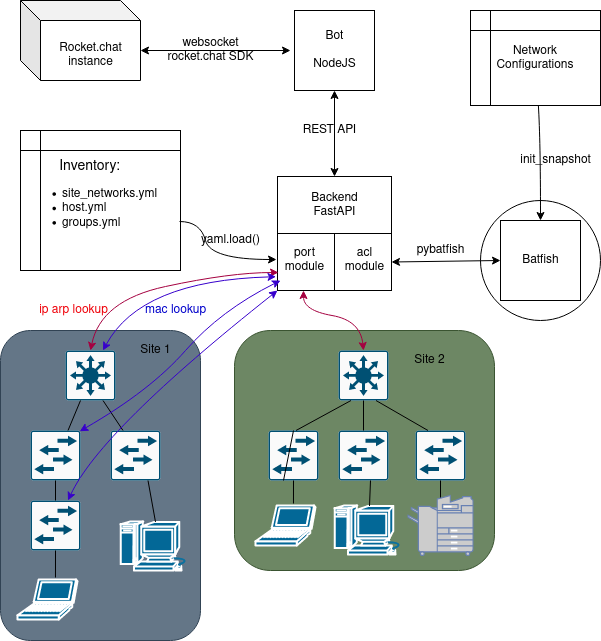 Rocket.chat
instance
websocket
rocket.chat SDK
Bot
NodeJS
Network
Configurations
REST API
init_snapshot
Inventory:
• site_networks.yml
• host.yml
• groups.yml
Backend
FastAPI
yaml.load()
port
module
acl
module
pybatfish
Batfish
ip arp lookup
mac lookup
Site 1
Site 2